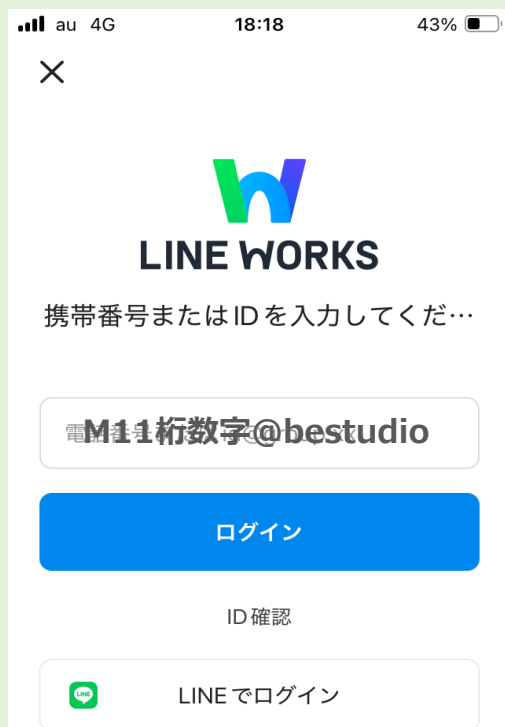 au 4G 18:18 43%
LINE WORKS
携帯番号またはIDを入力してくだ…
M11桁数字@bestudio
ログイン
ID確認
LINE
LINEでログイン